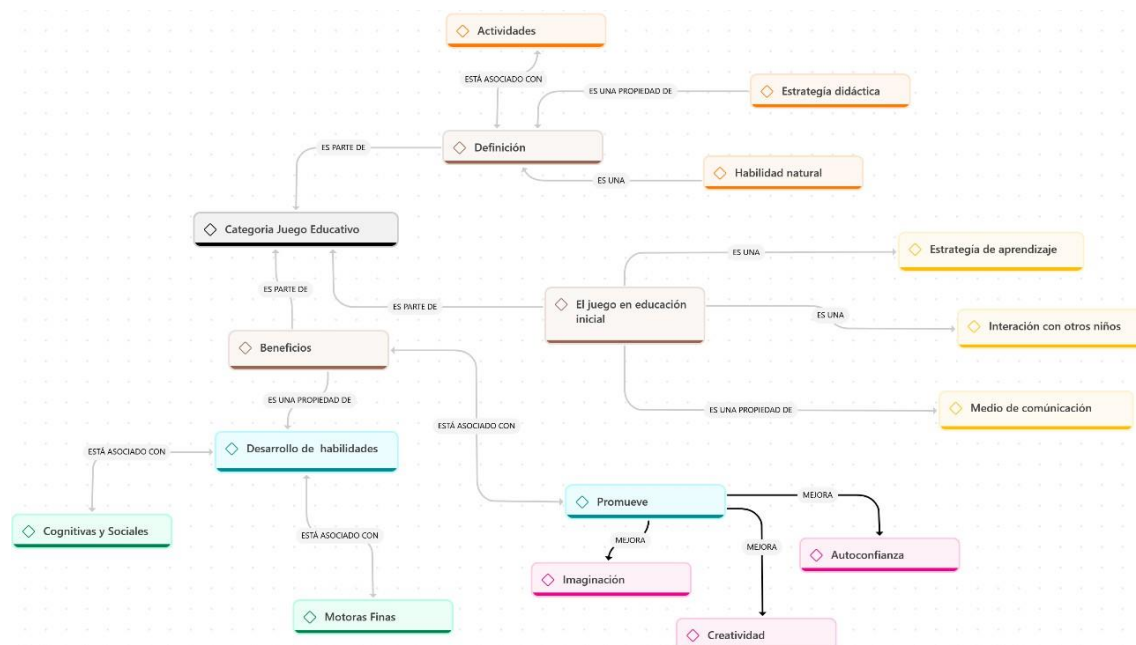 Actividades
ESTÁ ASOCIADO CON
ES UNA PROPIEDAD DE
Estrategía didáctica
ES PARTE DE
Definición
ES UNA
Habilidad natural
Categoria Juego Educativo
ES UNA
Estrategía de aprendizaje
ES PARTE DE
ES PARTE DE
El juego en educación
inicial
ES UNA
Interación con otros niños
Beneficios
ES UNA PROPIEDAD DE
ES UNA PROPIEDAD DE
Medio de comúnicación
ESTÁ ASOCIADO CON
ESTÁ ASOCIADO CON
Desarrollo de habilidades
Promueve
MEJORA
Cognitivas y Sociales
ESTÁ ASOCIADO CON
MEJORA
MEJORA
Autoconfianza
Imaginación
Motoras Finas
Creatividad